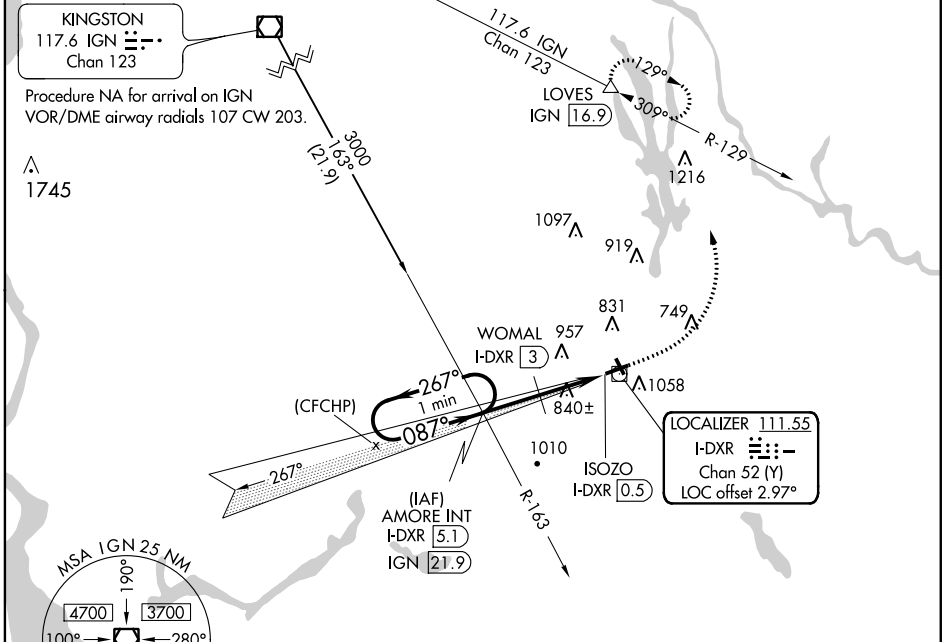 KINGSTON
117.6 IGN
Chan 123
Procedure NA for arrival on IGN
VOR/DME airway radials 107 CW 203.
1745
3000
163°
(21.9)
117.6 IGN
Chan 123
LOVES
IGN 16.9
129°
309°
R-129
1216
1097
919
831
749
WOMAL
I-DXR 3
957
840±
1058
(CFCHP)
267°
1 min
087°
267°
1010
(IAF)
AMORE INT
I-DXR 5.1
IGN 21.9
R-163
ISOZO
I-DXR 0.5
LOCALIZER 111.55
I-DXR
Chan 52 (Y)
LOC offset 2.97°
MSA IGN 25 NM
190°
4700
3700
100°
280°